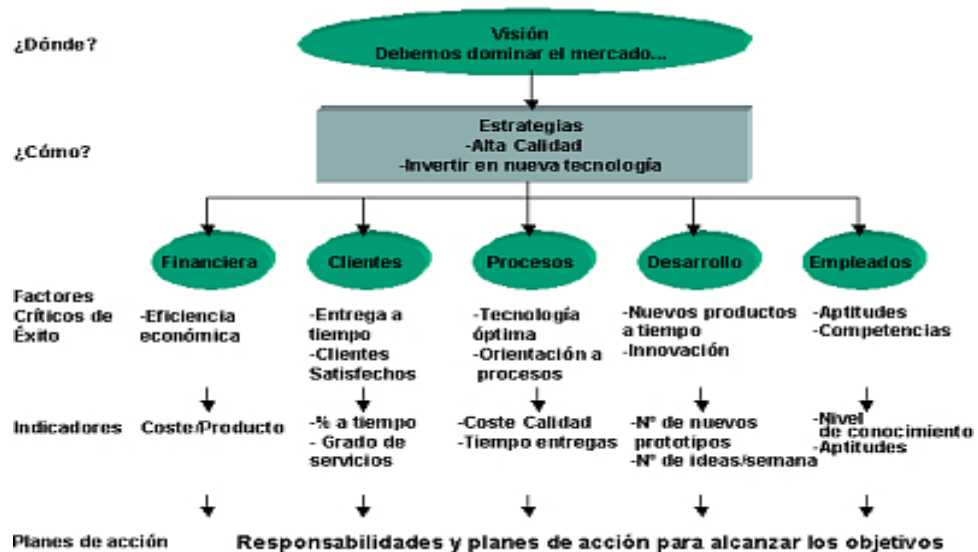 ¿Dónde?
Visión
Debemos dominar el mercado...
¿Cómo?
Estrategias
-Alta Calidad
-Invertir en nueva tecnología
Financiera
Clientes
Procesos
Desarrollo
Empleados
Factores
Críticos de
Éxito
-Eficiencia
económica
-Entrega a
tiempo
-Clientes
Satisfechos
-Tecnología
óptima
-Orientación a
procesos
-Nuevos productos
a tiempo
-Innovación
-Aptitudes
-Competencias
Indicadores
Coste/Producto
-% a tiempo
- Grado de
servicios
-Coste Calidad
-Tiempo entregas
-Nº de nuevos
prototipos
-Nº de ideas/semana
-Nivel
de conocimiento
-Aptitudes
Planes de acción
Responsabilidades y planes de acción para alcanzar los objetivos